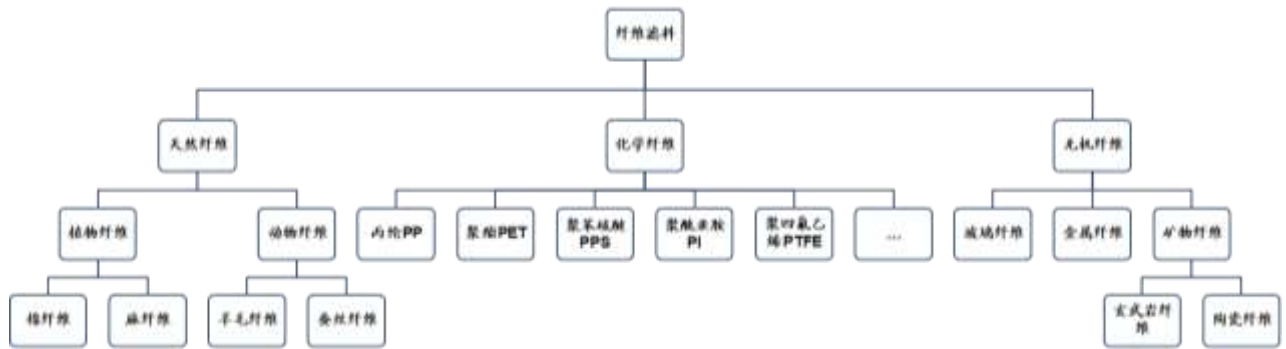 纤维滤料
天然纤维
化学纤维
无机纤维
植物纤维
动物纤维
丙纶PP
聚酯PET
聚苯硫醚
PPS
聚酰亚胺
PI
聚四氟乙
烯PTFE
...
玻璃纤维
金属纤维
矿物纤维
棉纤维
麻纤维
羊毛纤维
蚕丝纤维
玄武岩纤
维
陶瓷纤维